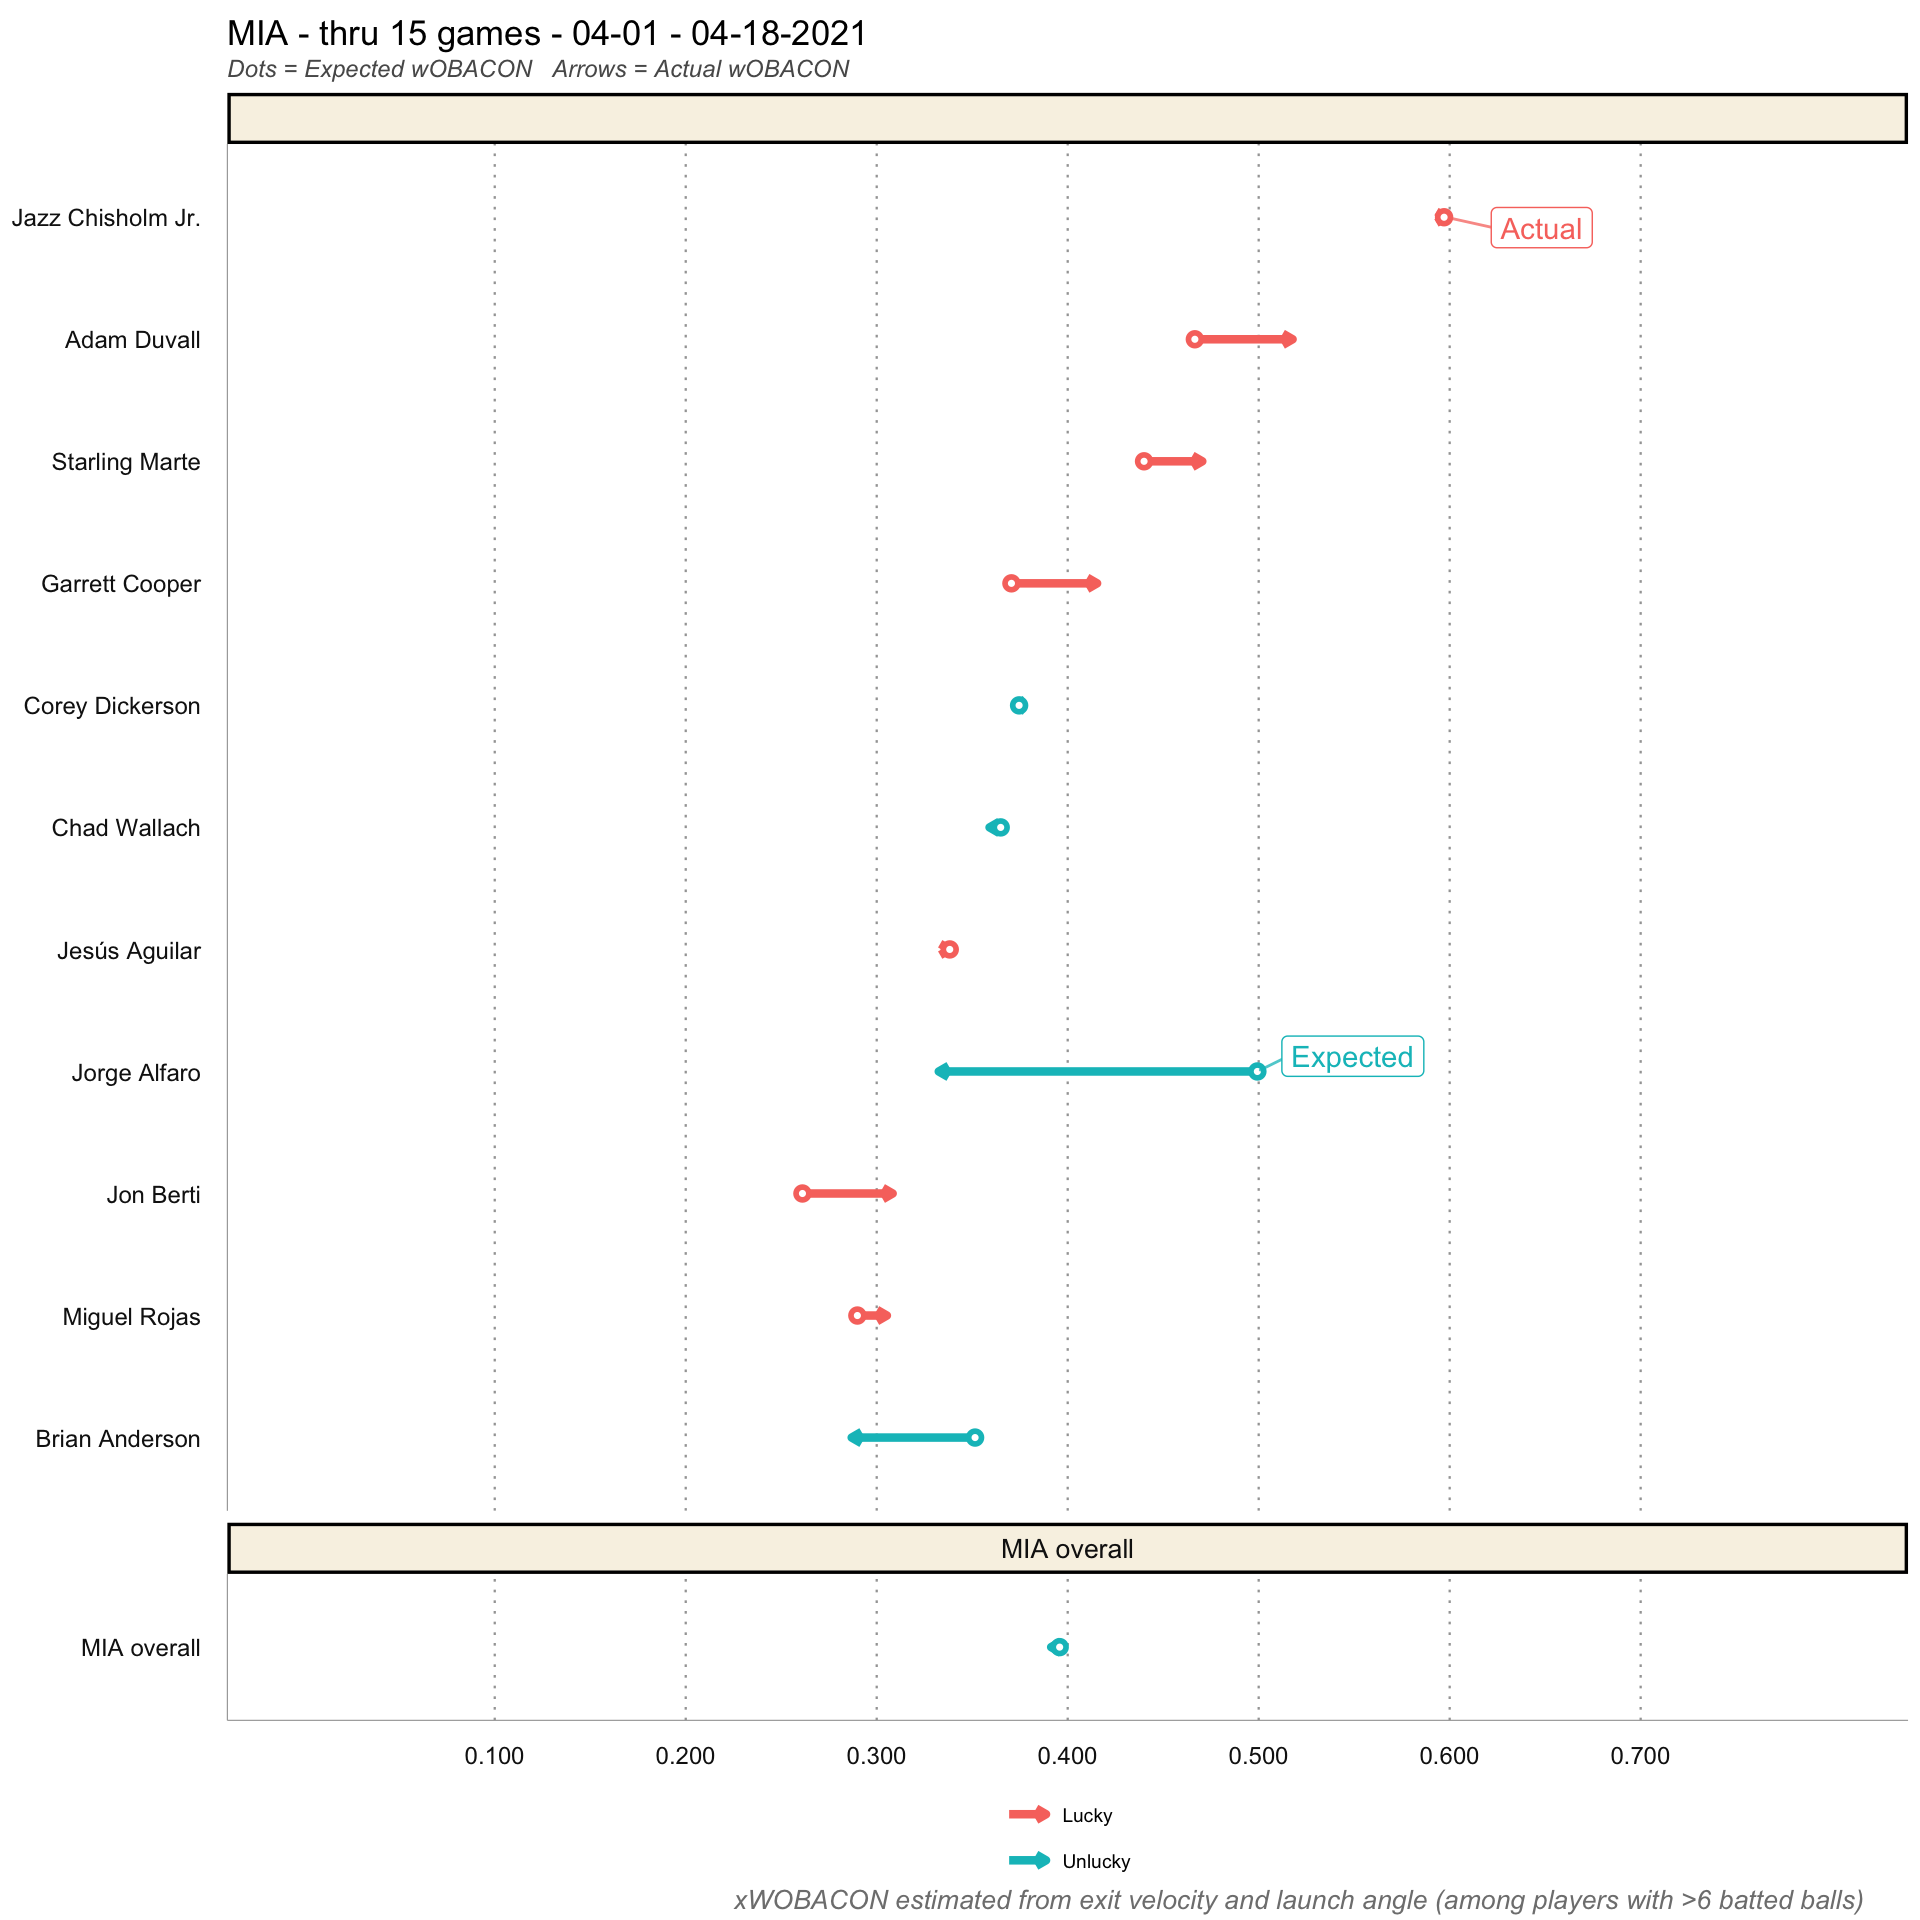 MIA - thru 15 games - 04-01 - 04-18-2021
Dots = Expected wOBACON   Arrows = Actual wOBACON
Jazz Chisholm Jr.
Actual
Adam Duvall
Starling Marte
Garrett Cooper
Corey Dickerson
Chad Wallach
Jesús Aguilar
Jorge Alfaro
Expected
Jon Berti
Miguel Rojas
Brian Anderson
MIA overall
MIA overall
0.100 0.200 0.300 0.400 0.500 0.600 0.700
Lucky
Unlucky
xWOBACON estimated from exit velocity and launch angle (among players with >6 batted balls)